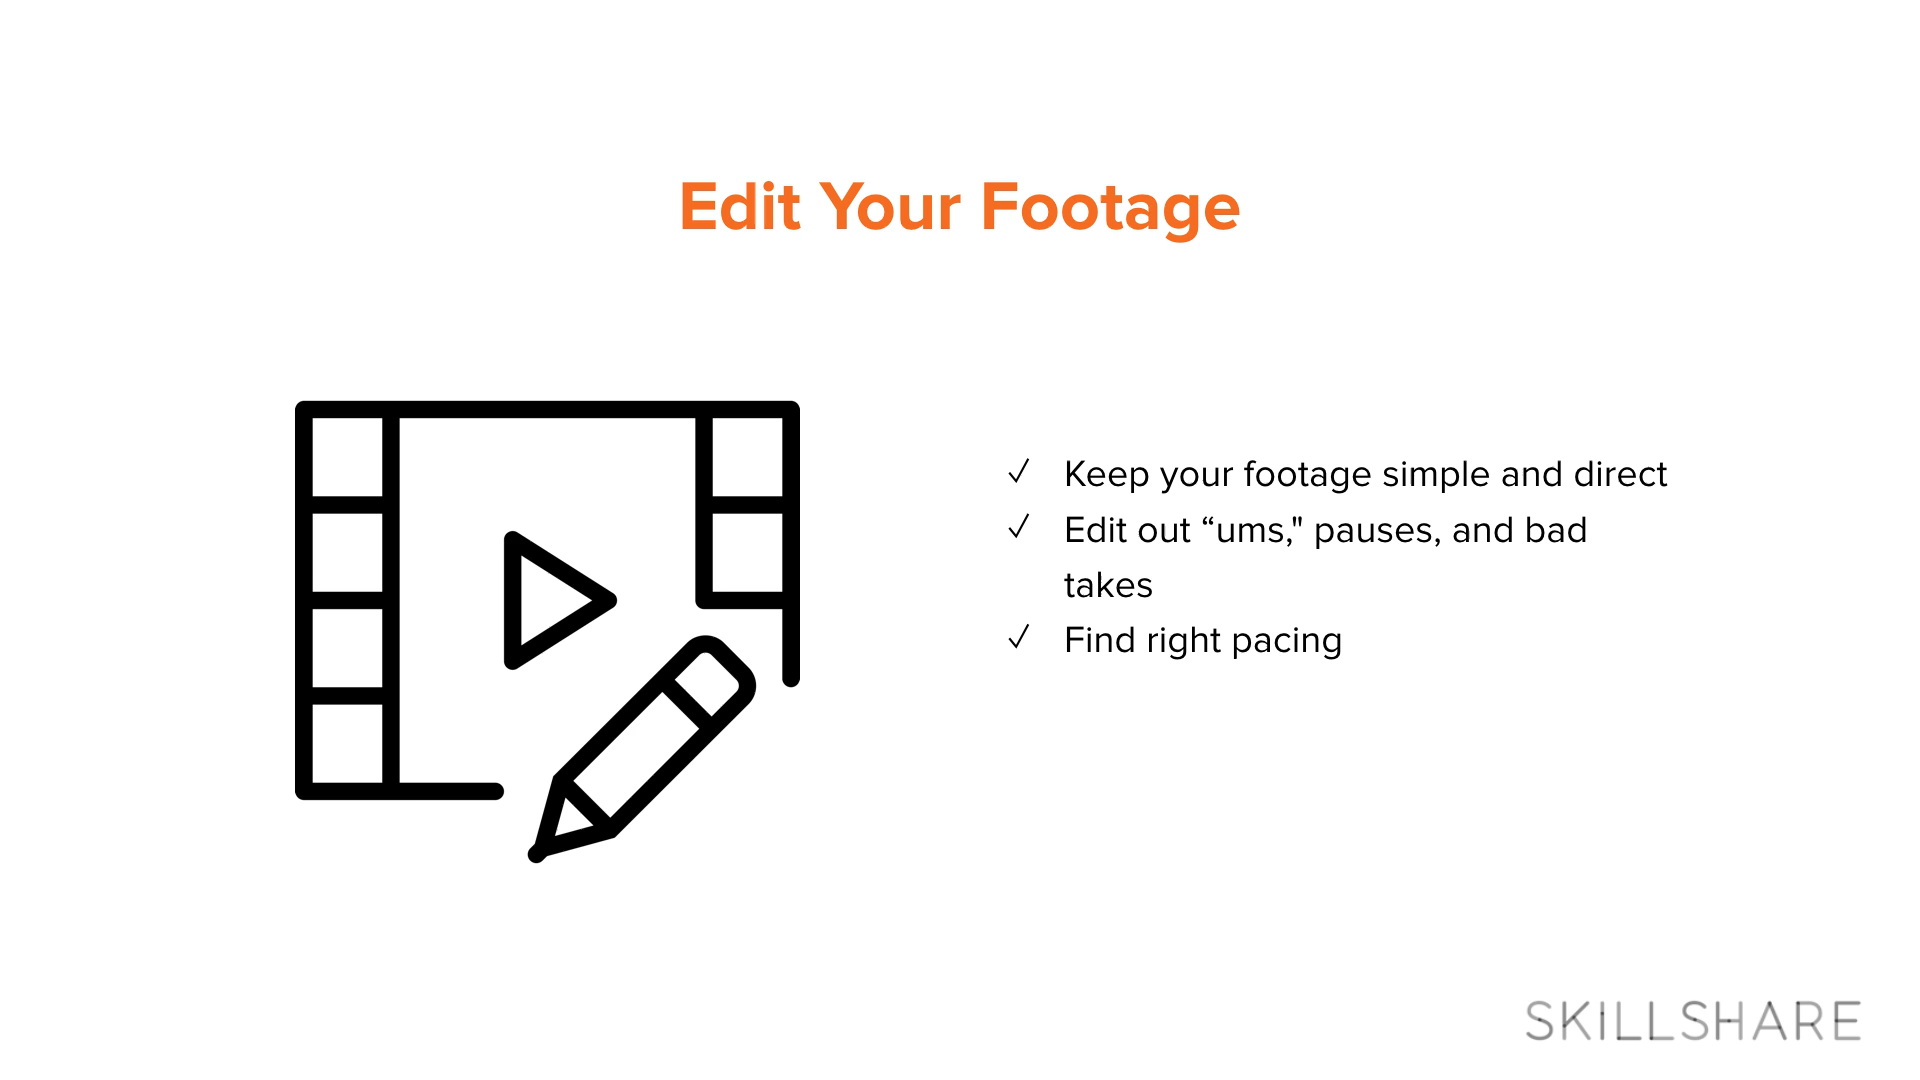 Edit Your Footage
✓ Keep your footage simple and direct
✓ Edit out “ums," pauses, and bad
takes
✓ Find right pacing
SKILLSHARE